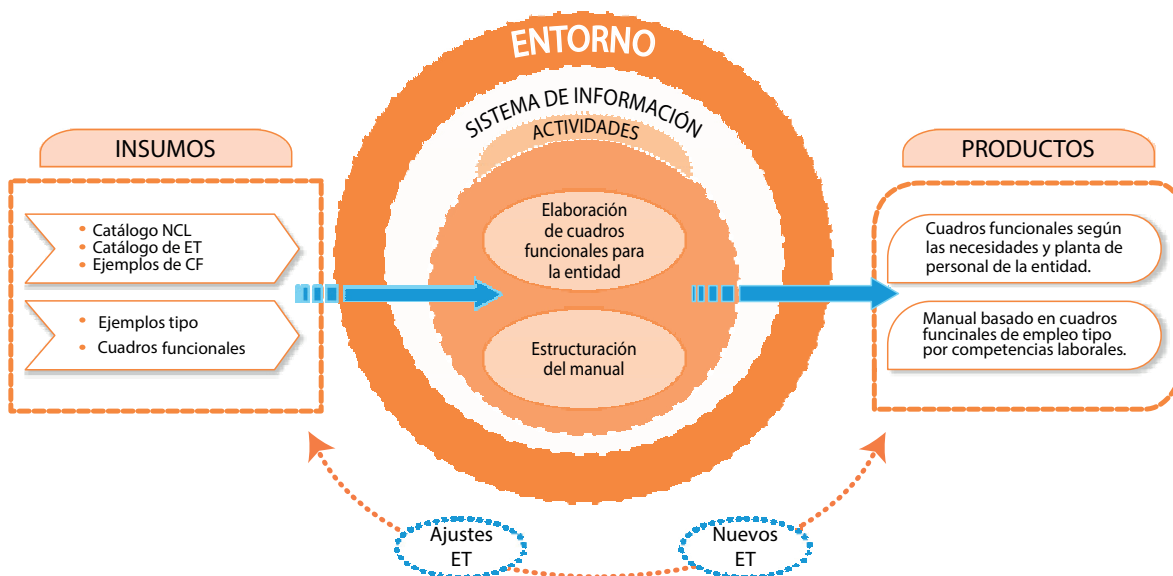 ENTORNO
SISTEMA DE INFORMACIÓN
ACTIVIDADES
INSUMOS
• Catálogo NCL
• Catálogo de ET
• Ejemplos de CF
• Ejemplos tipo
• Cuadros funcionales
Elaboración
de cuadros
funcionales para
la entidad
Estructuración
del manual
PRODUCTOS
Cuadros funcionales según
las necesidades y planta de
personal de la entidad.
Manual basado en cuadros
funcinales de empleo tipo
por competencias laborales.
Ajustes
ET
Nuevos
ET